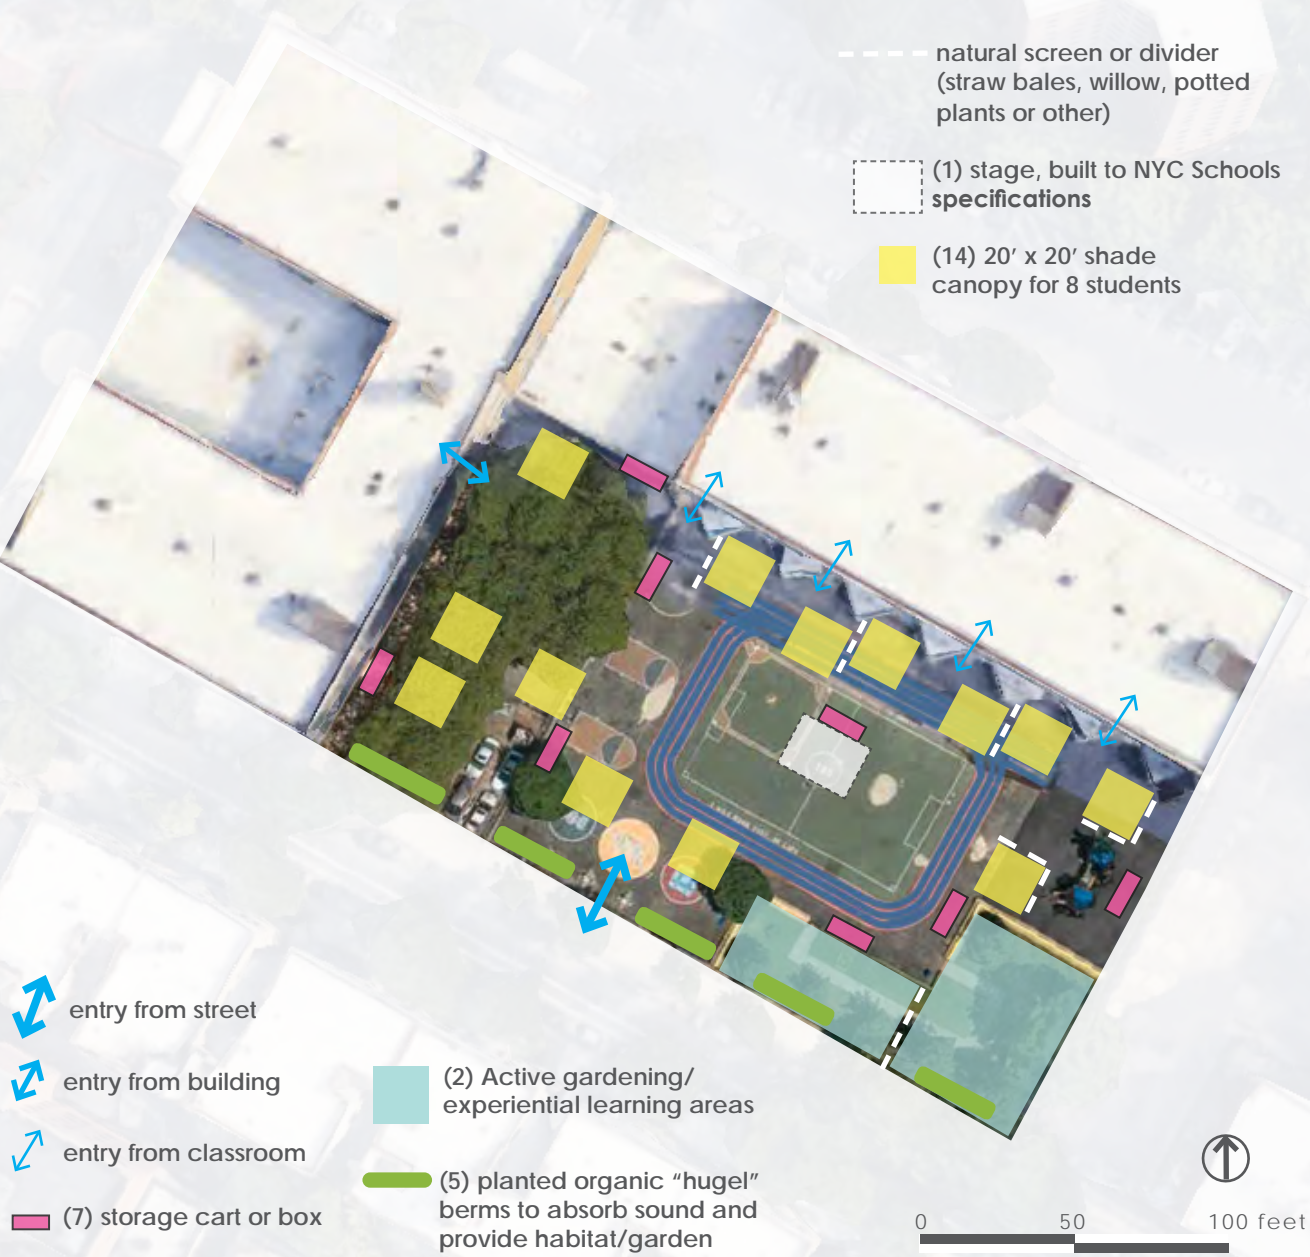 natural screen or divider
(straw bales, willow, potted
plants or other)
(1) stage, built to NYC Schools
specifications
(14) 20' x 20' shade
canopy for 8 students
entry from street
entry from building
entry from classroom
(7) storage cart or box
(2) Active gardening/
experiential learning areas
(5) planted organic “hugel”
berms to absorb sound and
provide habitat/garden
0 50 100 feet